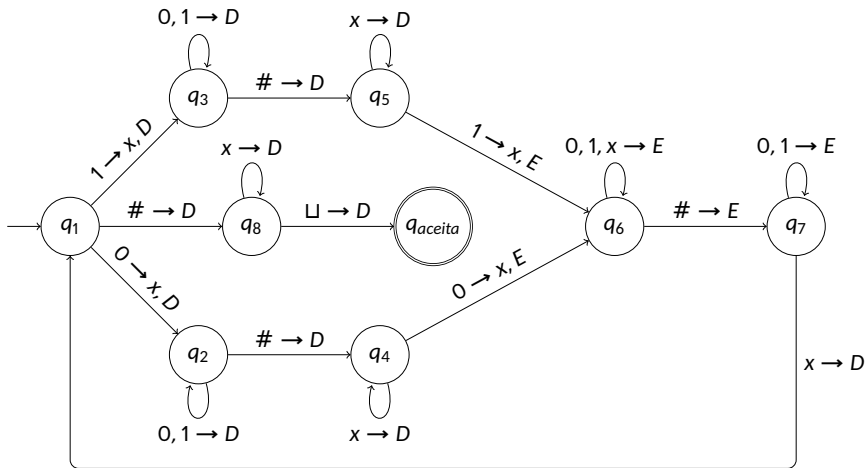 0, 1 → D
x → D
q3
# → D
q5
1 → x, D
1 → x, E
x → D
0, 1, x → E
0, 1 → E
q1
# → D
q8
⊔ → D
qaceita
q6
# → E
q7
0 → x, D
0 → x, E
q2
# → D
q4
x → D
0, 1 → D
x → D